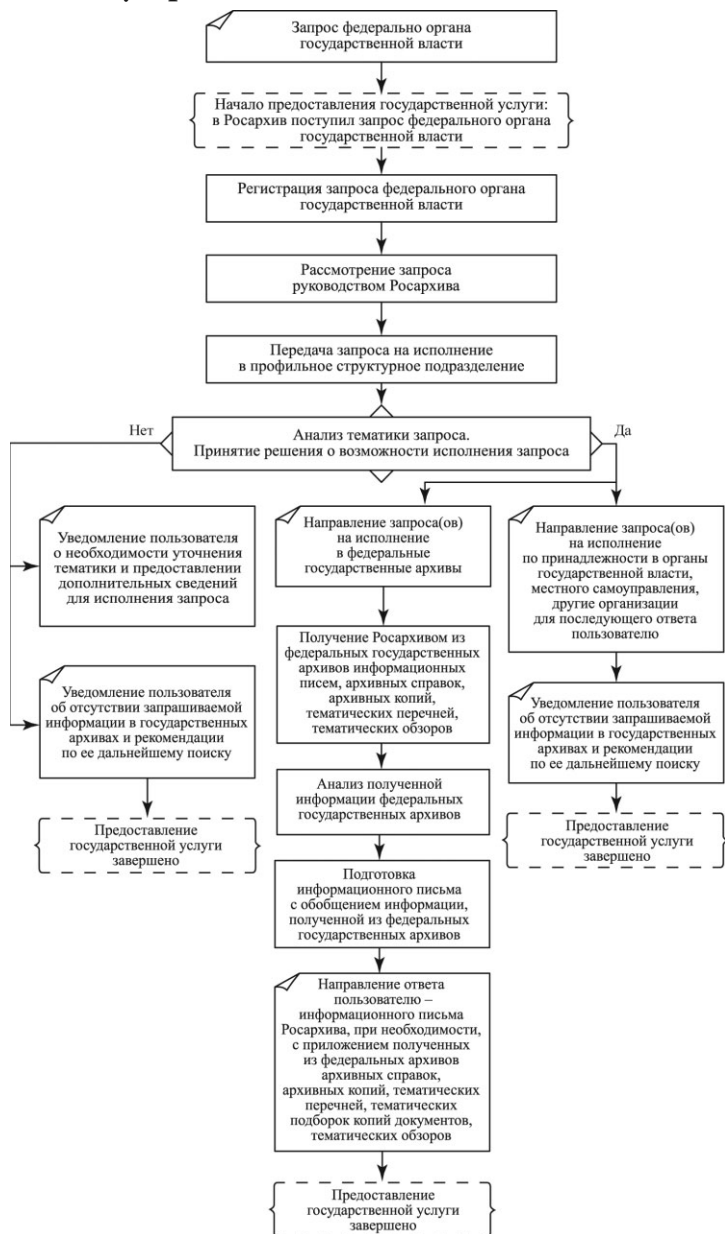 Запрос федерально органа
государственной власти
Начало предоставления государственной услуги:
в Росархив поступил запрос федерального органа
государственной власти
Регистрация запроса федерального органа
государственной власти
Рассмотрение запроса
руководством Росархива
Передача запроса на исполнение
в профильное структурное подразделение
Нет
Анализ тематики запроса.
Принятие решения о возможности исполнения запроса
Да
Уведомление пользователя
о необходимости уточнения
тематики и предоставлении
дополнительных сведений
для исполнения запроса
Уведомление пользователя
об отсутствии запрашиваемой
информации в государственных
архивах и рекомендации
по ее дальнейшему поиску
Предоставление
государственной услуги
завершено
Направление запроса(ов)
на исполнение
в федеральные
государственные архивы
Получение Росархивом из
федеральных государственных
архивов информационных
писем, архивных справок,
архивных копий,
тематических перечней,
тематических обзоров
Анализ полученной
информации федеральных
государственных архивов
Подготовка
информационного письма
с обобщением информации,
полученной из федеральных
государственных архивов
Направление ответа
пользователю –
информационного письма
Росархива, при необходимости,
с приложением полученных
из федеральных архивов
архивных справок,
архивных копий, тематических
перечней, тематических
подборок копий документов,
тематических обзоров
Предоставление
государственной услуги
завершено
Направление запроса(ов)
на исполнение
по принадлежности в органы
государственной власти,
местного самоуправления,
другие организации
для последующего ответа
пользователю
Уведомление пользователя
об отсутствии запрашиваемой
информации в государственных
архивах и рекомендации
по ее дальнейшему поиску
Предоставление
государственной услуги
завершено